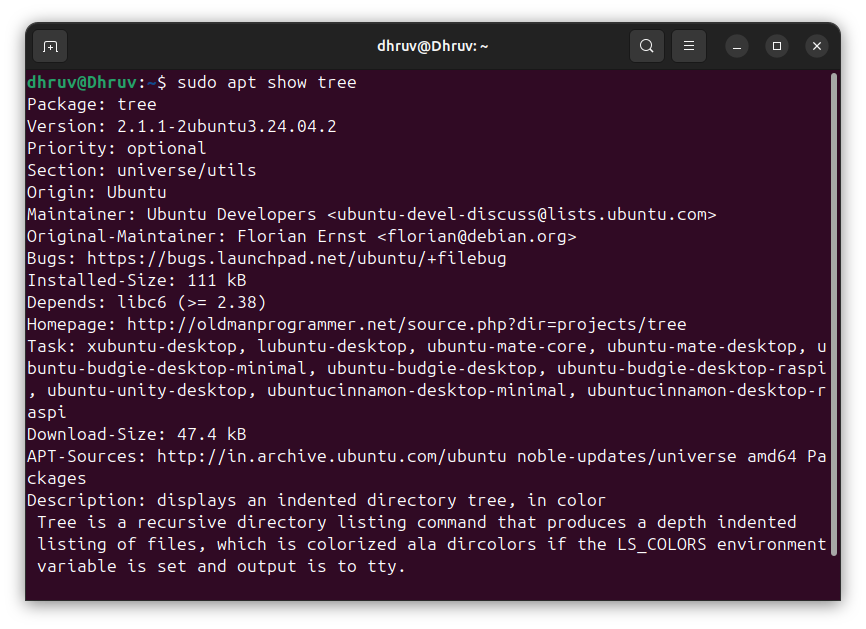 dhruv@Dhruv: ~
dhruv@Dhruv:~$ sudo apt show tree
Package: tree
Version: 2.1.1-2ubuntu3.24.04.2
Priority: optional
Section: universe/utils
Origin: Ubuntu
Maintainer: Ubuntu Developers <ubuntu-devel-discuss@lists.ubuntu.com>
Original-Maintainer: Florian Ernst <florian@debian.org>
Bugs: https://bugs.launchpad.net/ubuntu/+filebug
Installed-Size: 111 kB
Depends: libc6 (>= 2.38)
Homepage: http://oldmanprogrammer.net/source.php?dir=projects/tree
Task: xubuntu-desktop, lubuntu-desktop, ubuntu-mate-core, ubuntu-mate-desktop, u
buntu-budgie-desktop-minimal, ubuntu-budgie-desktop, ubuntu-budgie-desktop-raspi
, ubuntu-unity-desktop, ubuntucinnamon-desktop-minimal, ubuntucinnamon-desktop-r
aspi
Download-Size: 47.4 kB
APT-Sources: http://in.archive.ubuntu.com/ubuntu noble-updates/universe amd64 Pa
ckages
Description: displays an indented directory tree, in color
 Tree is a recursive directory listing command that produces a depth indented
 listing of files, which is colorized ala dircolors if the LS_COLORS environment
 variable is set and output is to tty.